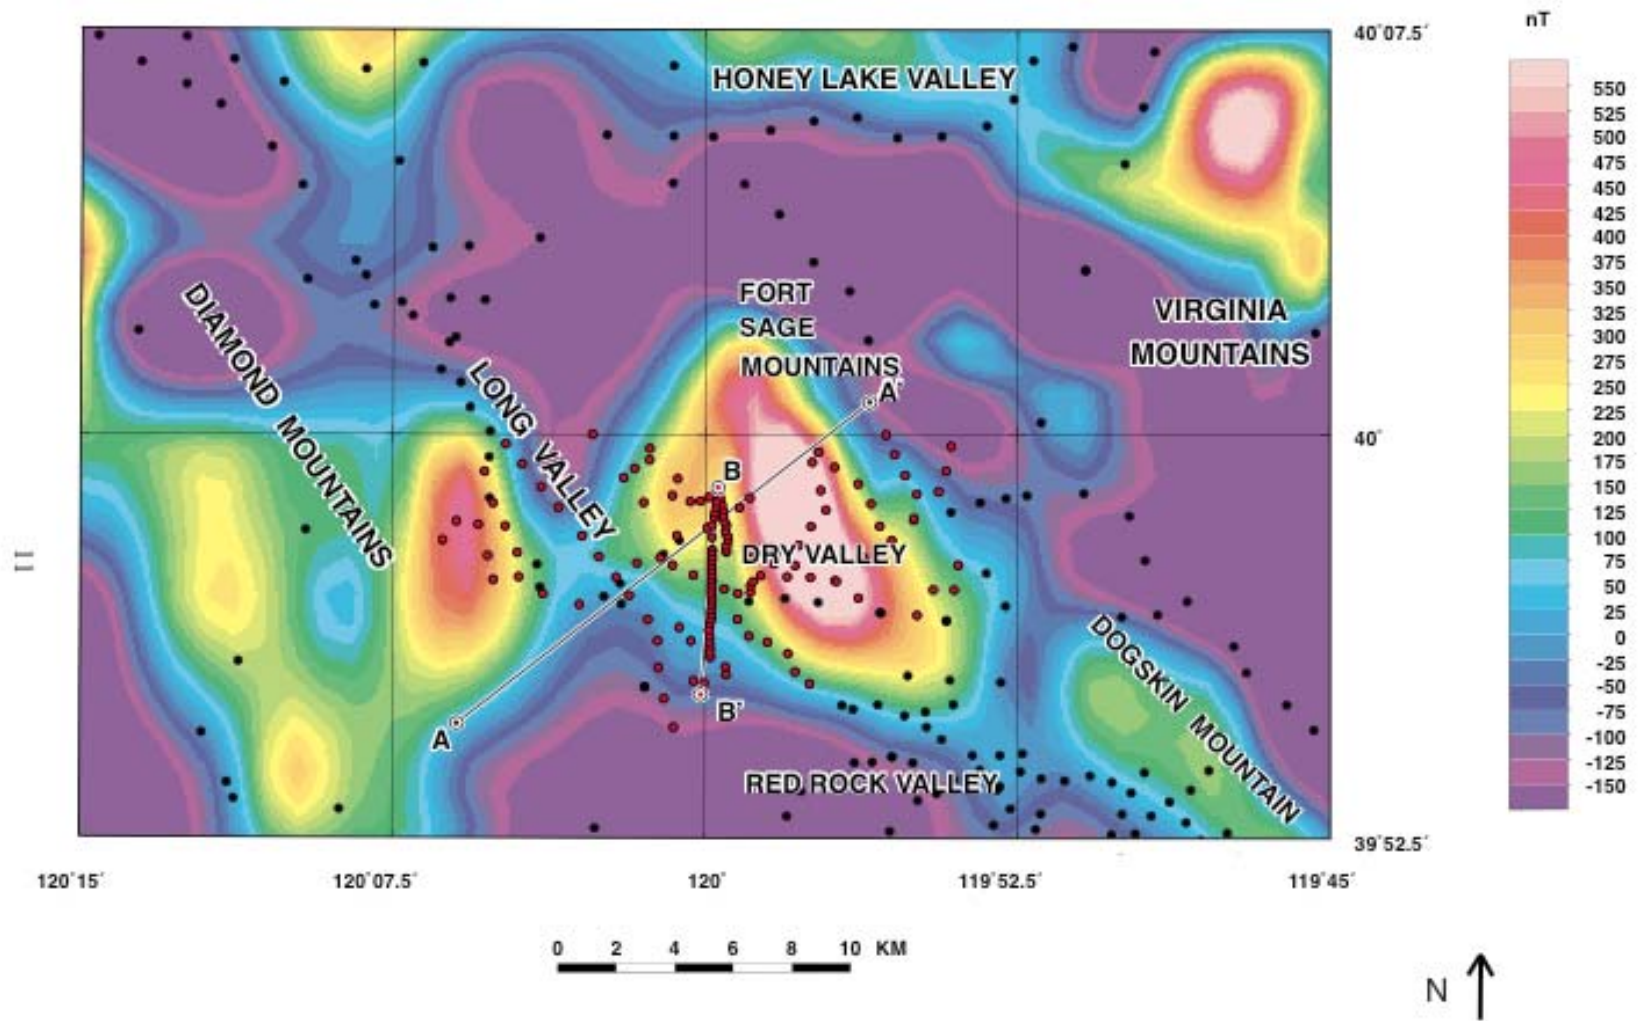 nT
40°07.5´
HONEY LAKE VALLEY
550
525
500
475
450
425
400
375
350
325
300
275
250
225
200
175
150
125
100
75
50
25
0
-25
-50
-75
-100
-125
-150
FORT
SAGE
MOUNTAINS
VIRGINIA
MOUNTAINS
DIAMOND MOUNTAINS
LONG VALLEY
A'
40°
B
DRY VALLEY
11
DOGSKIN MOUNTAIN
B'
A
RED ROCK VALLEY
39°52.5´
120°15´
120°07.5´
120°
119°52.5´
119°45´
0 2 4 6 8 10 KM
N